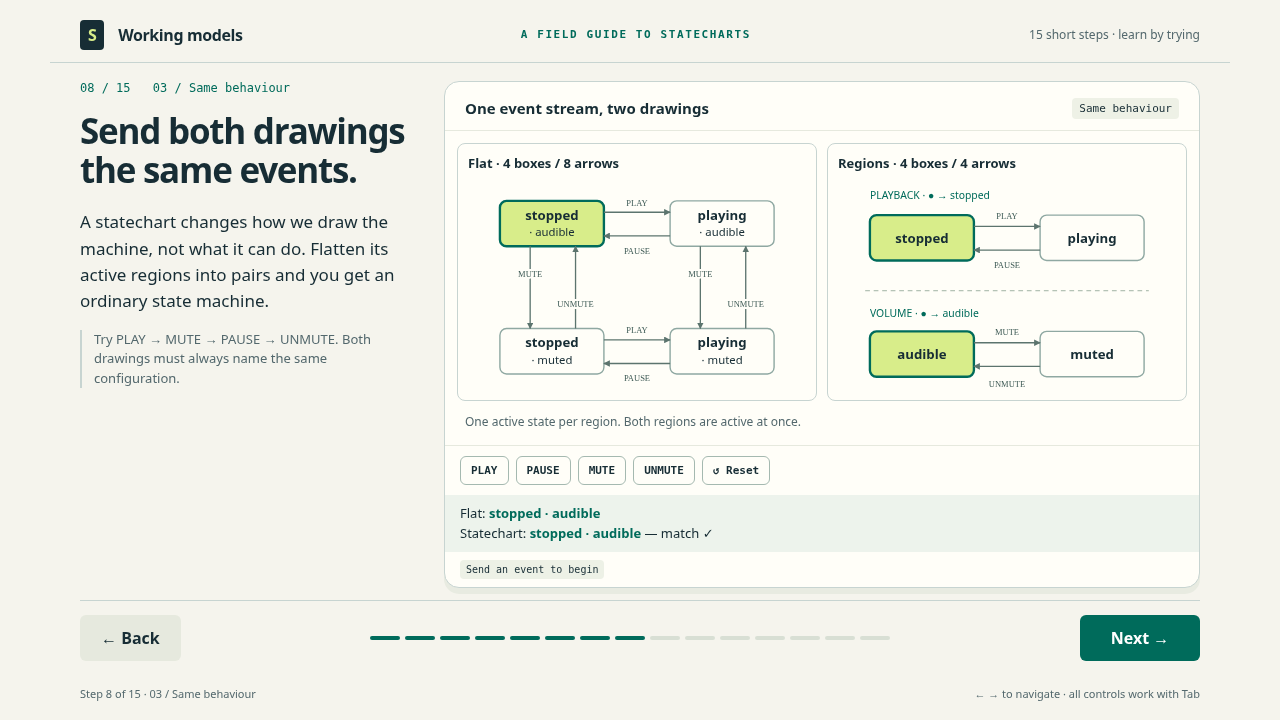 S Working models
A FIELD GUIDE TO STATECHARTS
15 short steps · learn by trying
08 / 15 03 / Same behaviour
Send both drawings
the same events.
A statechart changes how we draw the
machine, not what it can do. Flatten its
active regions into pairs and you get an
ordinary state machine.
Try PLAY → MUTE → PAUSE → UNMUTE. Both
drawings must always name the same
configuration.
One event stream, two drawings
Same behaviour
Flat · 4 boxes / 8 arrows
stopped
· audible
PLAY
PAUSE
playing
· audible
MUTE
UNMUTE
MUTE
UNMUTE
stopped
· muted
PLAY
PAUSE
playing
· muted
Regions · 4 boxes / 4 arrows
PLAYBACK · ● → stopped
stopped
PLAY
PAUSE
playing
VOLUME · ● → audible
audible
MUTE
UNMUTE
muted
One active state per region. Both regions are active at once.
PLAY PAUSE MUTE UNMUTE ↺ Reset
Flat: stopped · audible
Statechart: stopped · audible — match ✓
Send an event to begin
← Back
Next →
Step 8 of 15 · 03 / Same behaviour
← → to navigate · all controls work with Tab